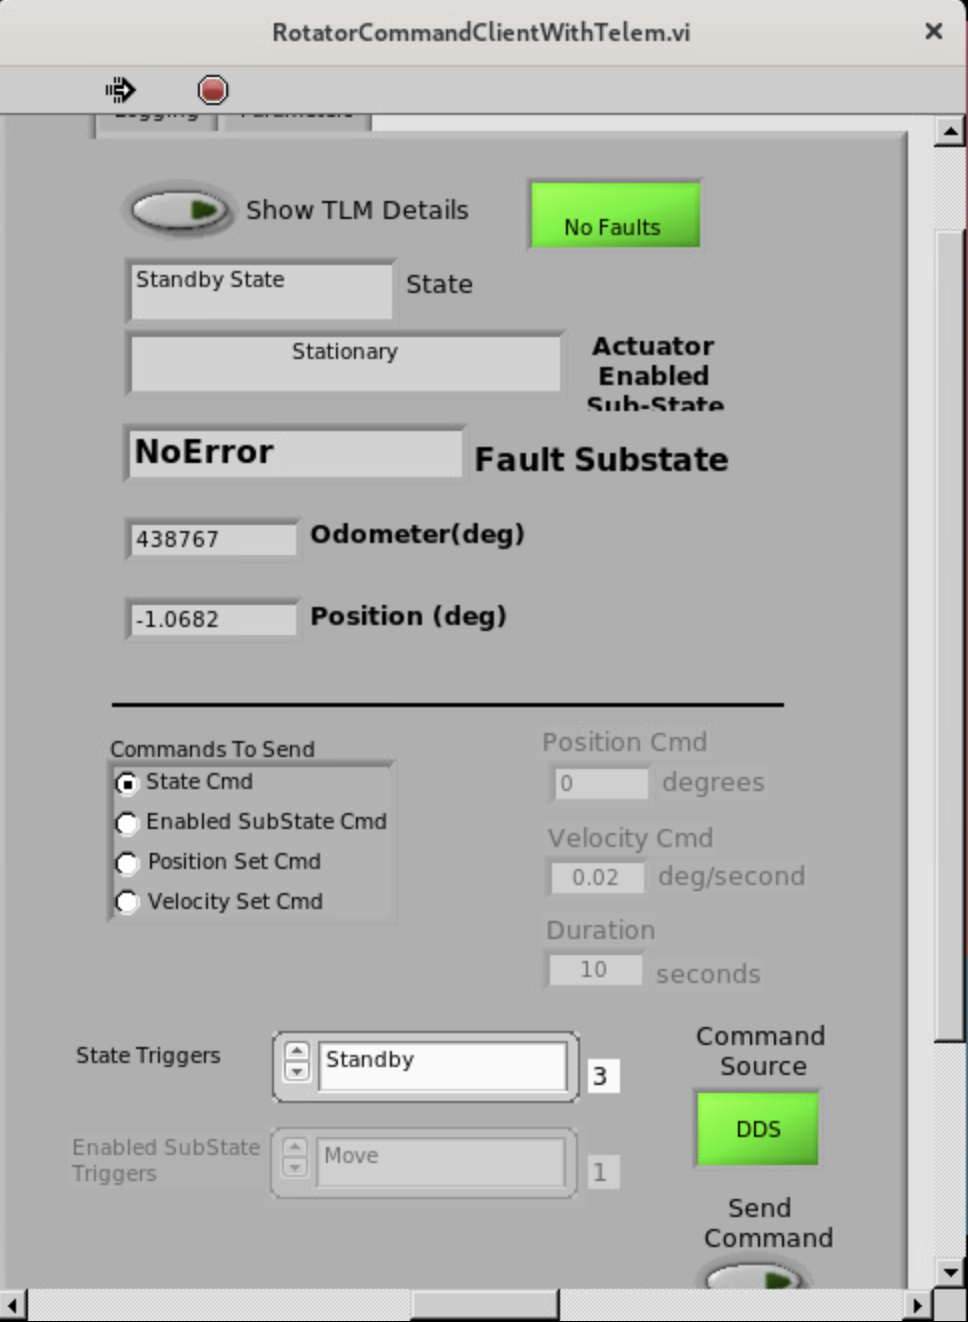 RotatorCommandClientWithTelem.vi
Logging Parameters
Show TLM Details
No Faults
Standby State
State
Stationary
Actuator
Enabled
Sub-State
NoError
Fault Substate
438767
Odometer(deg)
-1.0682
Position (deg)
Commands To Send
State Cmd
Enabled SubState Cmd
Position Set Cmd
Velocity Set Cmd
Position Cmd
0 degrees
Velocity Cmd
0.02 deg/second
Duration
10 seconds
State Triggers
Standby
3
Enabled SubState
Triggers
Move
1
Command
Source
DDS
Send
Command